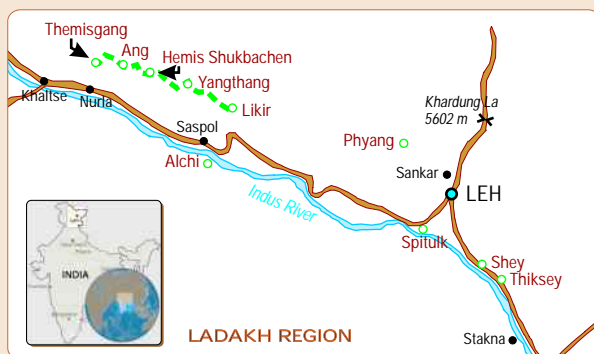 Themisgang
Ang
Hemis Shukbachen
Yangthang
Khaltse
Nurla
Likir
Khardung La
5602 m
Saspol
Phyang
Alchi
Sankar
LEH
Indus River
Spitulk
Shey
Thiksey
INDIA
LADAKH REGION
Stakna